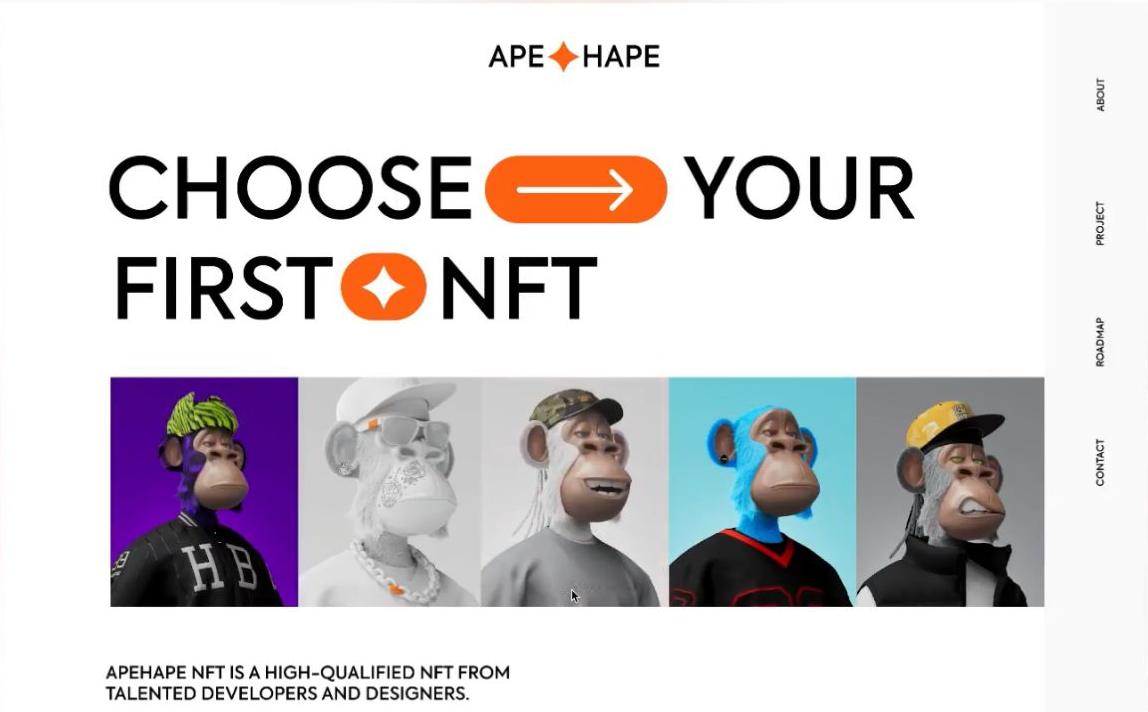 APE HAPE
CHOOSE YOUR
FIRST NFT
H B
APEHAPE NFT IS A HIGH-QUALIFIED NFT FROM
TALENTED DEVELOPERS AND DESIGNERS.
ABOUT
PROJECT
ROADMAP
CONTACT